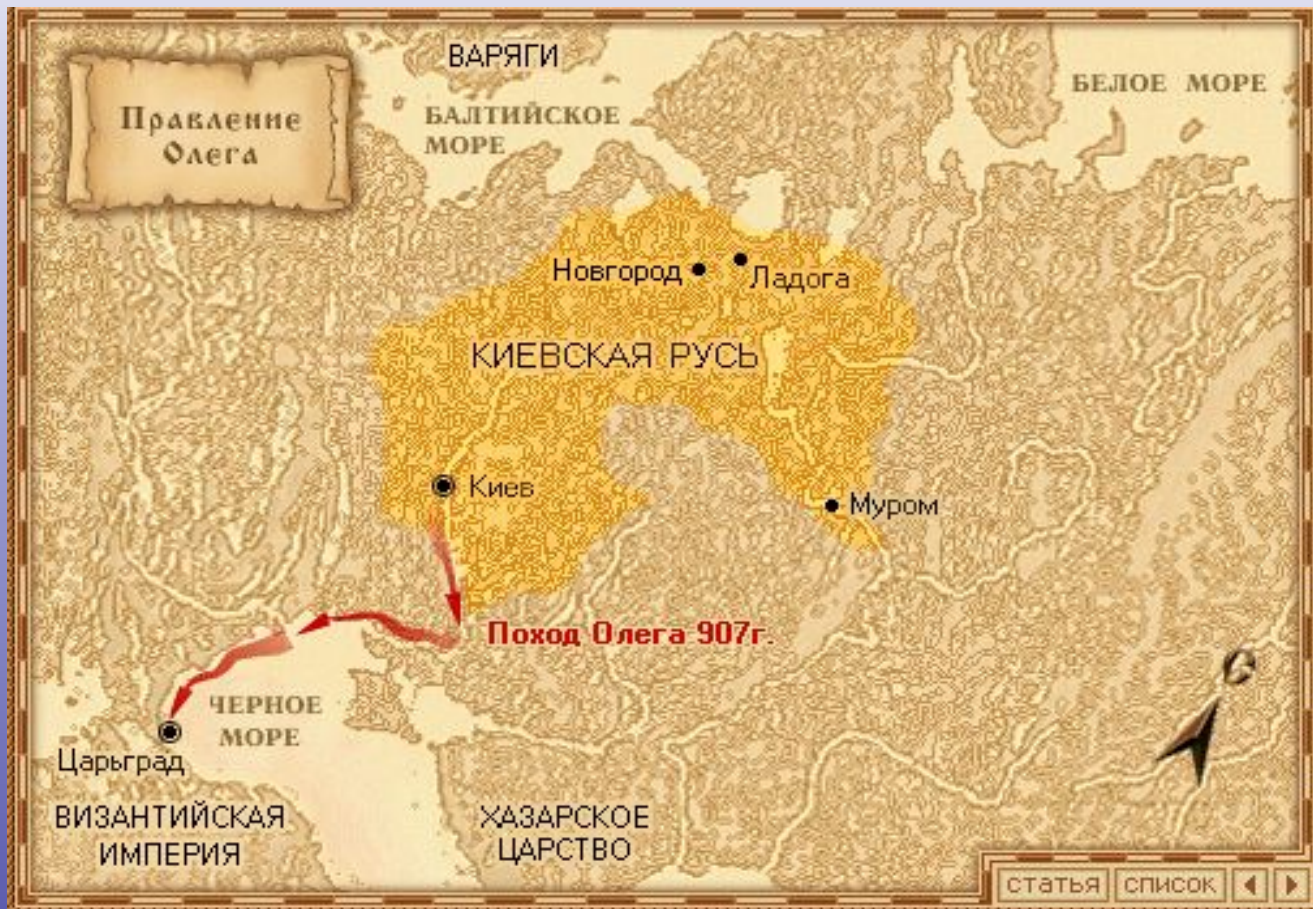 Правление
Олега
ВАРЯГИ
БАЛТИЙСКОЕ
МОРЕ
БЕЛОЕ МОРЕ
Новгород
Ладога
КИЕВСКАЯ РУСЬ
Киев
Муром
Поход Олега 907г.
ЧЕРНОЕ
МОРЕ
Царьград
ВИЗАНТИЙСКАЯ
ИМПЕРИЯ
ХАЗАРСКОЕ
ЦАРСТВО
С
статья
список